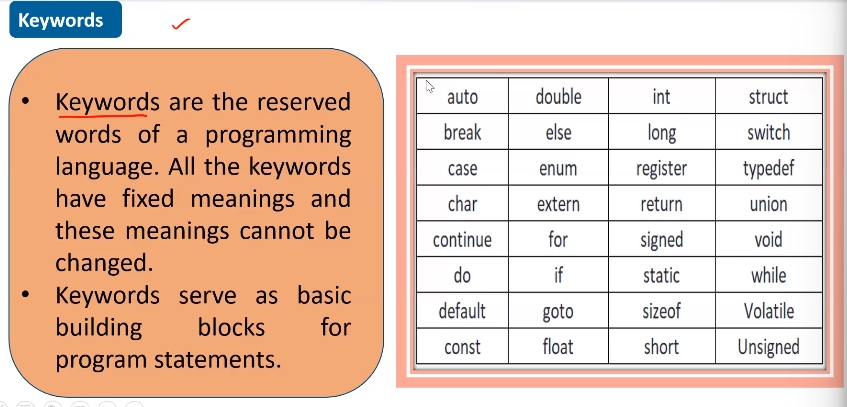 Keywords
• Keywords are the reserved
words of a programming
language. All the keywords
have fixed meanings and
these meanings cannot be
changed.
• Keywords serve as basic
building blocks for
program statements.
auto double int struct
break else long switch
case enum register typedef
char extern return union
continue for signed void
do if static while
default goto sizeof Volatile
const float short Unsigned